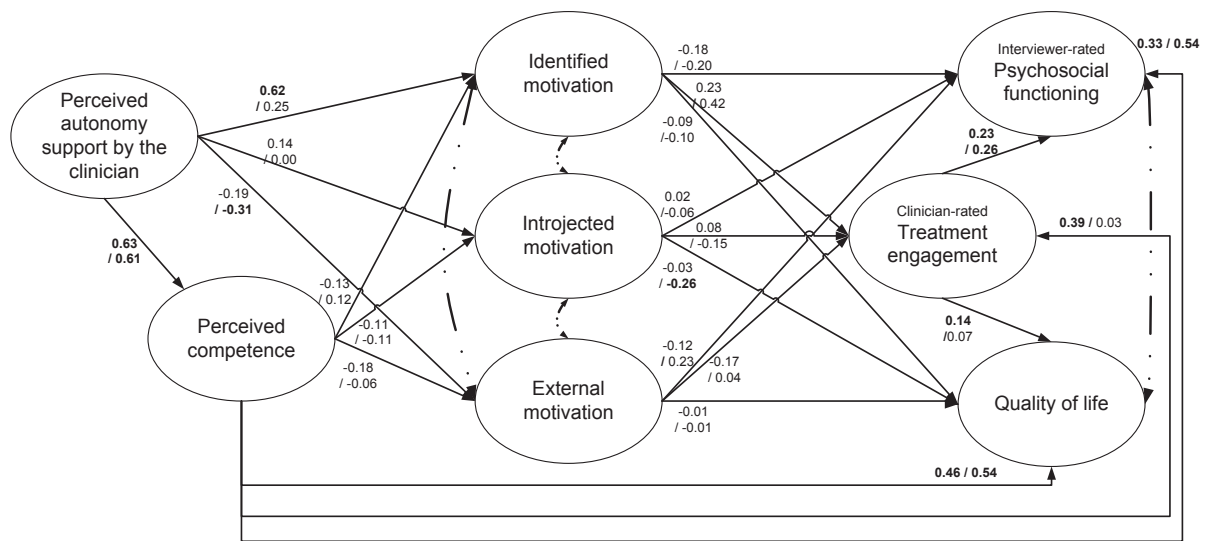 Perceived
autonomy
support by the
clinician
Perceived
competence
Identified
motivation
Introjected
motivation
External
motivation
Interviewer-rated
Psychosocial
functioning
Clinician-rated
Treatment
engagement
Quality of life
0.62
/ 0.25
0.14
/ 0.00
-0.19
/ -0.31
0.63
/ 0.61
-0.13
/ 0.12
-0.11
/ -0.11
-0.18
/ -0.06
-0.18
/ -0.20
0.23
/ 0.42
-0.09
/-0.10
0.02
/-0.06
0.08
/ -0.15
-0.03
/ -0.26
-0.12
/ 0.23
-0.17
/ 0.04
-0.01
/ -0.01
0.23
/ 0.26
0.14
/0.07
0.33 / 0.54
0.39 / 0.03
0.46 / 0.54